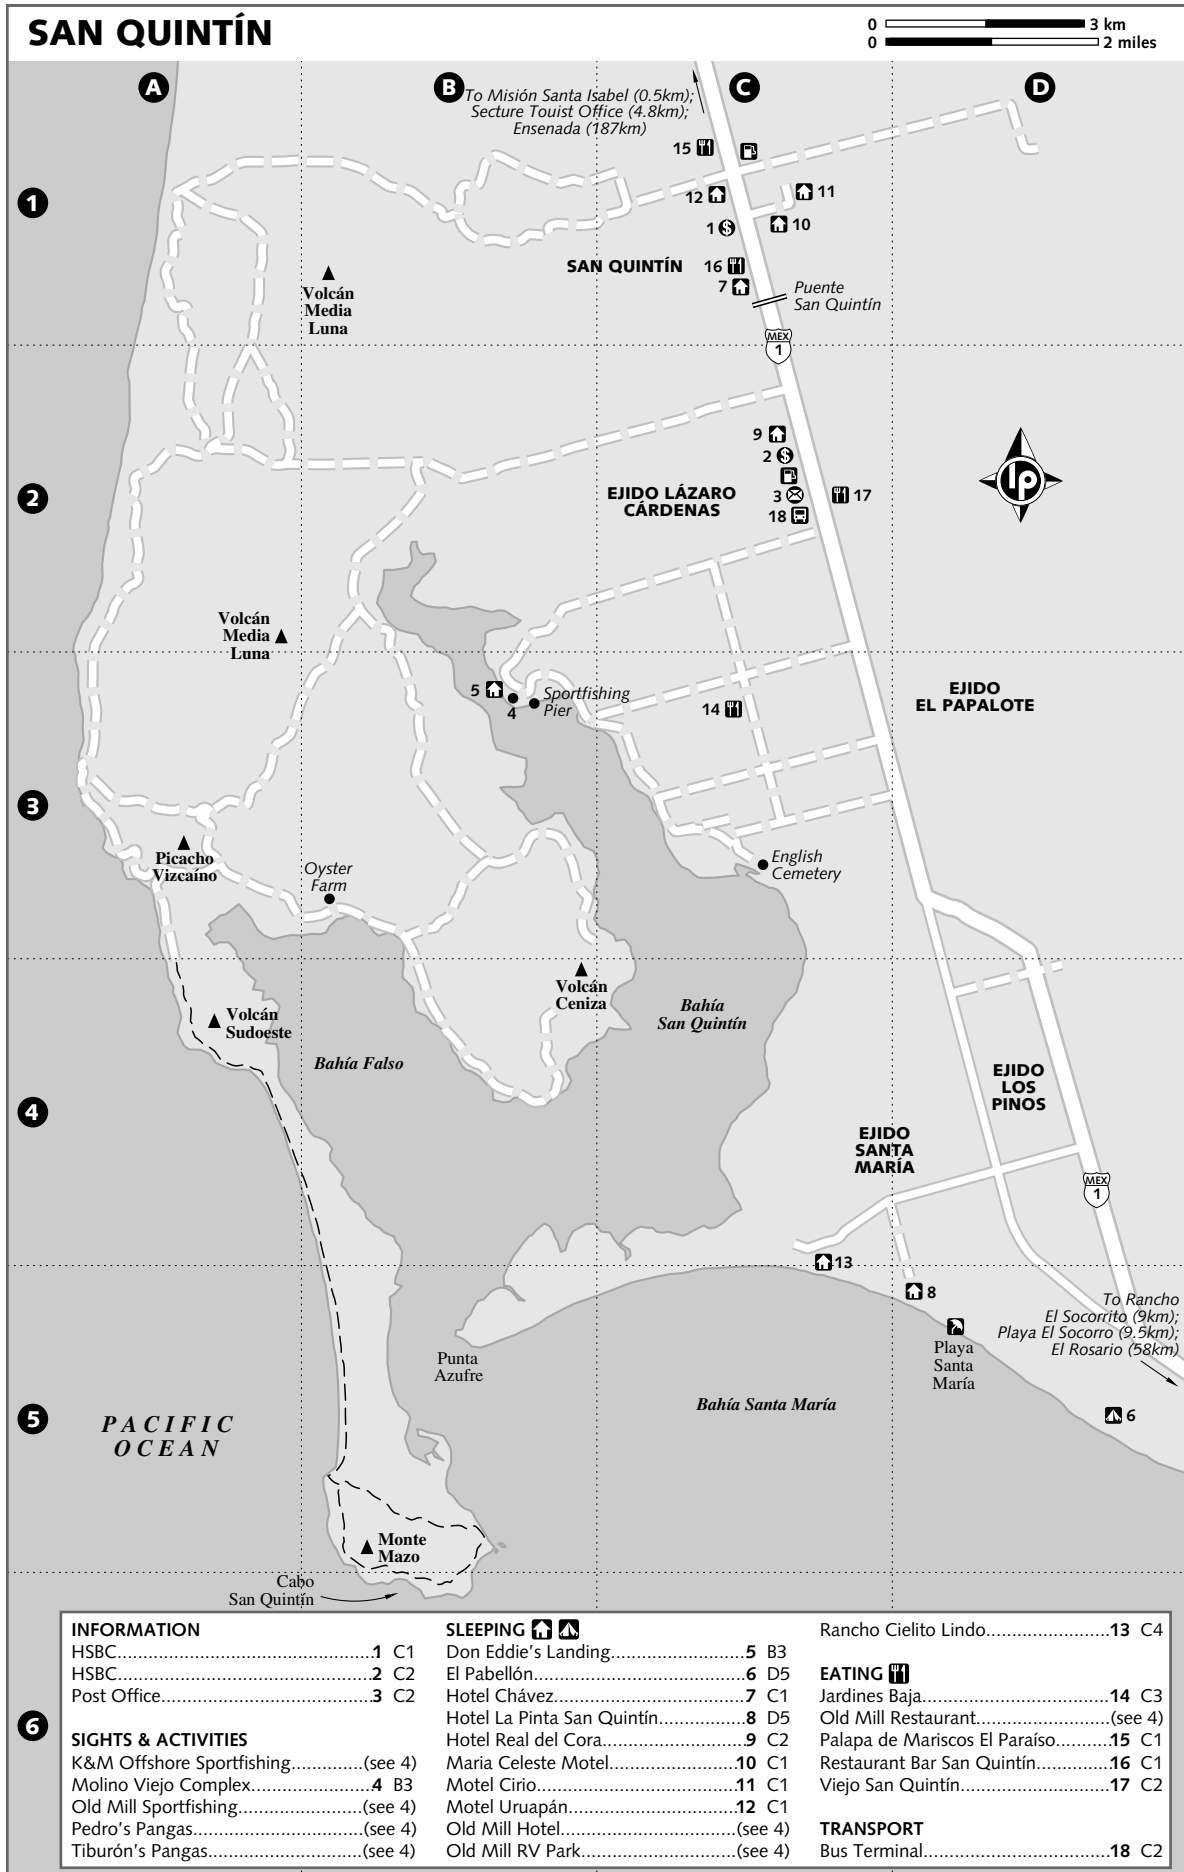 SAN QUINTÍN
0 3 km
0 2 miles
A
B
C
D
To Misión Santa Isabel (0.5km);
Secture Touist Office (4.8km);
Ensenada (187km)
15
1
12
11
1 $
10
SAN QUINTÍN
16
7
Puente
San Quintín
Volcán
Media
Luna
MEX
1
9
2 $
2
EJIDO LÁZARO
CÁRDENAS
3
17
18
lp
Volcán
Media
Luna
5
4
Sportfishing
Pier
14
EJIDO
EL PAPALOTE
3
Picacho
Vizcaíno
Oyster
Farm
English
Cemetery
Volcán
Ceniza
Bahía
San Quintín
Volcán
Sudoeste
Bahía Falso
EJIDO
LOS
PINOS
4
EJIDO
SANTA
MARÍA
MEX
1
13
8
To Rancho
El Socorrito (9km);
Playa El Socorro (9.5km);
El Rosario (58km)
Punta
Azufre
Playa
Santa
María
Bahía Santa María
5
PACIFIC
OCEAN
6
Monte
Mazo
Cabo
San Quintín
6
INFORMATION
HSBC..........1 C1
HSBC..........2 C2
Post Office..........3 C2
SIGHTS & ACTIVITIES
K&M Offshore Sportfishing..........(see 4)
Molino Viejo Complex..........4 B3
Old Mill Sportfishing..........(see 4)
Pedro's Pangas..........(see 4)
Tiburón's Pangas..........(see 4)
SLEEPING
Don Eddie's Landing..........5 B3
El Pabellón..........6 D5
Hotel Chávez..........7 C1
Hotel La Pinta San Quintín..........8 D5
Hotel Real del Cora..........9 C2
Maria Celeste Motel..........10 C1
Motel Cirio..........11 C1
Motel Uruapán..........12 C1
Old Mill Hotel..........(see 4)
Old Mill RV Park..........(see 4)
Rancho Cielito Lindo..........13 C4
EATING
Jardines Baja..........14 C3
Old Mill Restaurant..........(see 4)
Palapa de Mariscos El Paraíso..........15 C1
Restaurant Bar San Quintín..........16 C1
Viejo San Quintín..........17 C2
TRANSPORT
Bus Terminal..........18 C2